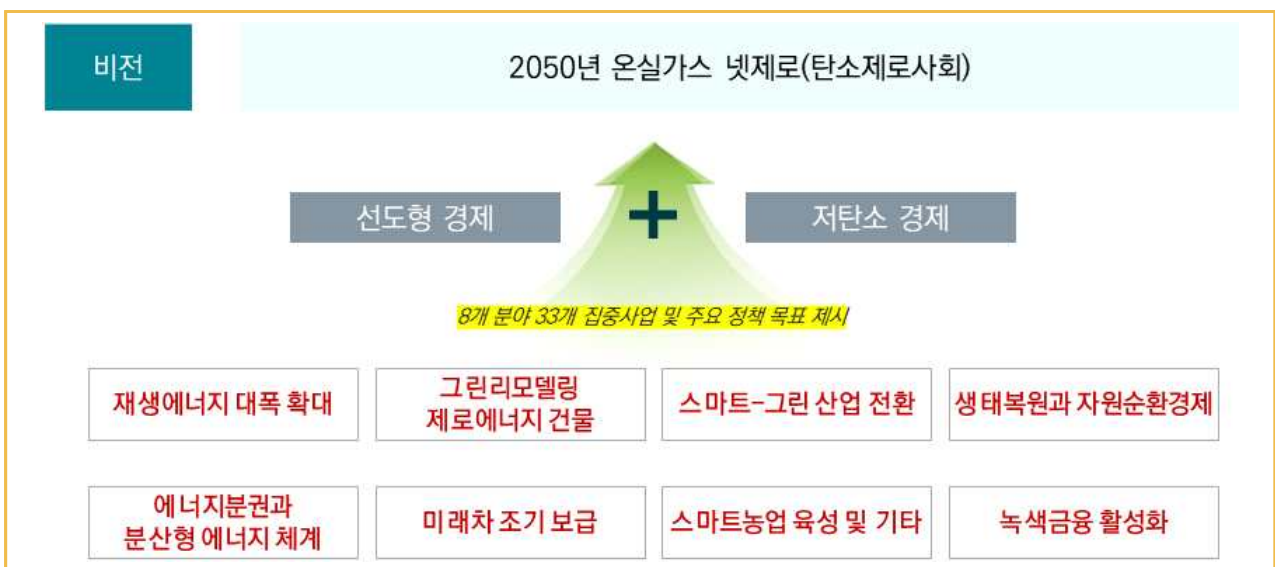 비전
2050년 온실가스 넷제로(탄소제로사회)
선도형 경제
+
저탄소 경제
8개 분야 33개 집중사업 및 주요 정책 목표 제시
재생에너지 대폭 확대
그린리모델링
제로에너지 건물
스마트-그린 산업 전환
생태복원과 자원순환경제
에너지분권과
분산형 에너지 체계
미래차 조기 보급
스마트농업 육성 및 기타
녹색금융 활성화